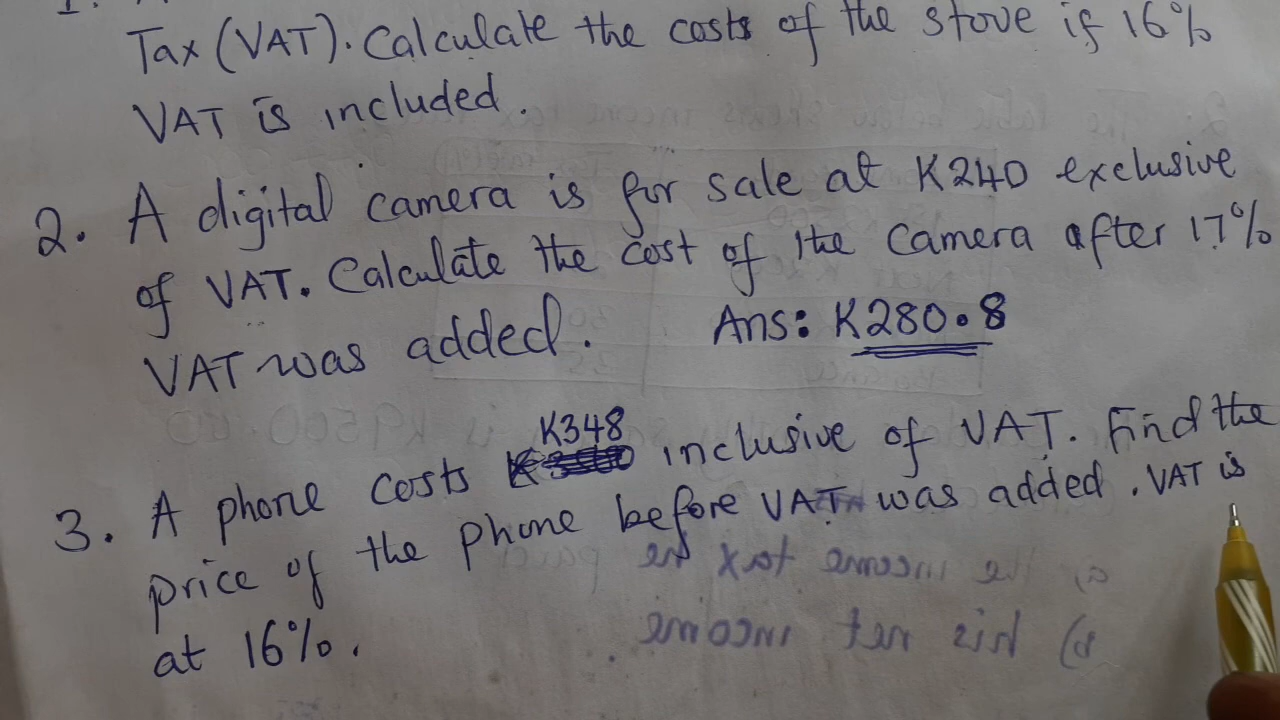 Tax (VAT). Calculate the costs of the stove if 16%
VAT is included.
2. A digital camera is for sale at K240 exclusive
of VAT. Calculate the cost of the camera after 17%
VAT was added. Ans: K280.8
K348
3. A phone costs inclusive of VAT. Find the
price of the phone before VAT was added. VAT is
at 16%.